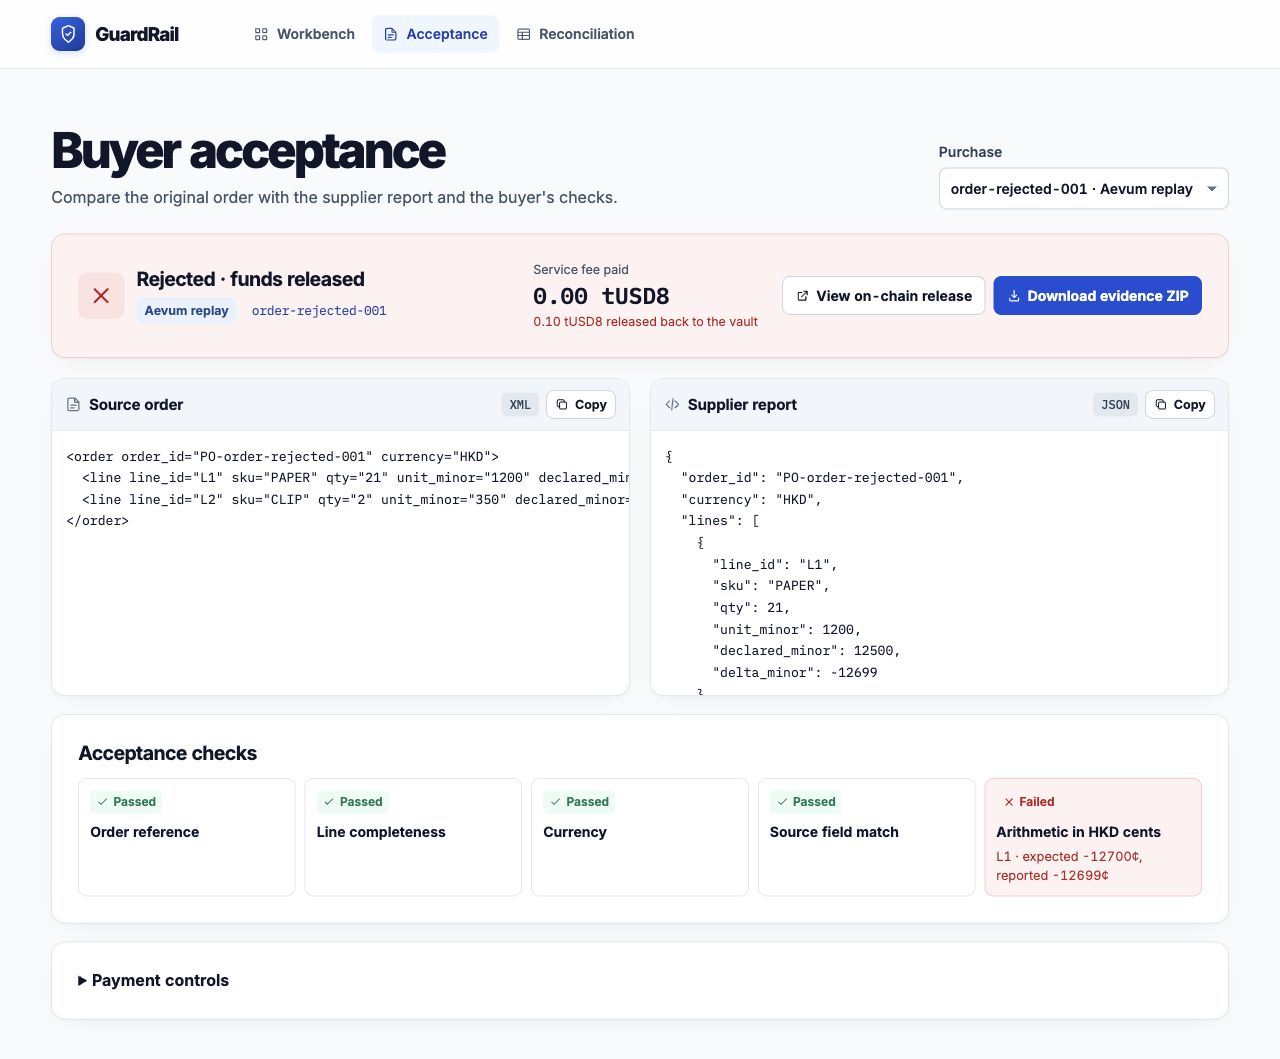 GuardRail
Workbench
Acceptance
Reconciliation
Buyer acceptance
Compare the original order with the supplier report and the buyer's checks.
Purchase
order-rejected-001 · Aevum replay
Rejected · funds released
Aevum replay
order-rejected-001
Service fee paid
0.00 tUSD8
0.10 tUSD8 released back to the vault
View on-chain release
Download evidence ZIP
Source order
XML
Copy
<order order_id="PO-order-rejected-001" currency="HKD">
  <line line_id="L1" sku="PAPER" qty="21" unit_minor="1200" declared_min
  <line line_id="L2" sku="CLIP" qty="2" unit_minor="350" declared_minor=
</order>
Supplier report
JSON
Copy
{
  "order_id": "PO-order-rejected-001",
  "currency": "HKD",
  "lines": [
    {
      "line_id": "L1",
      "sku": "PAPER",
      "qty": 21,
      "unit_minor": 1200,
      "declared_minor": 12500,
      "delta_minor": -12699
    }
Acceptance checks
Passed
Order reference
Passed
Line completeness
Passed
Currency
Passed
Source field match
Failed
Arithmetic in HKD cents
L1 · expected -12700¢,
reported -12699¢
Payment controls